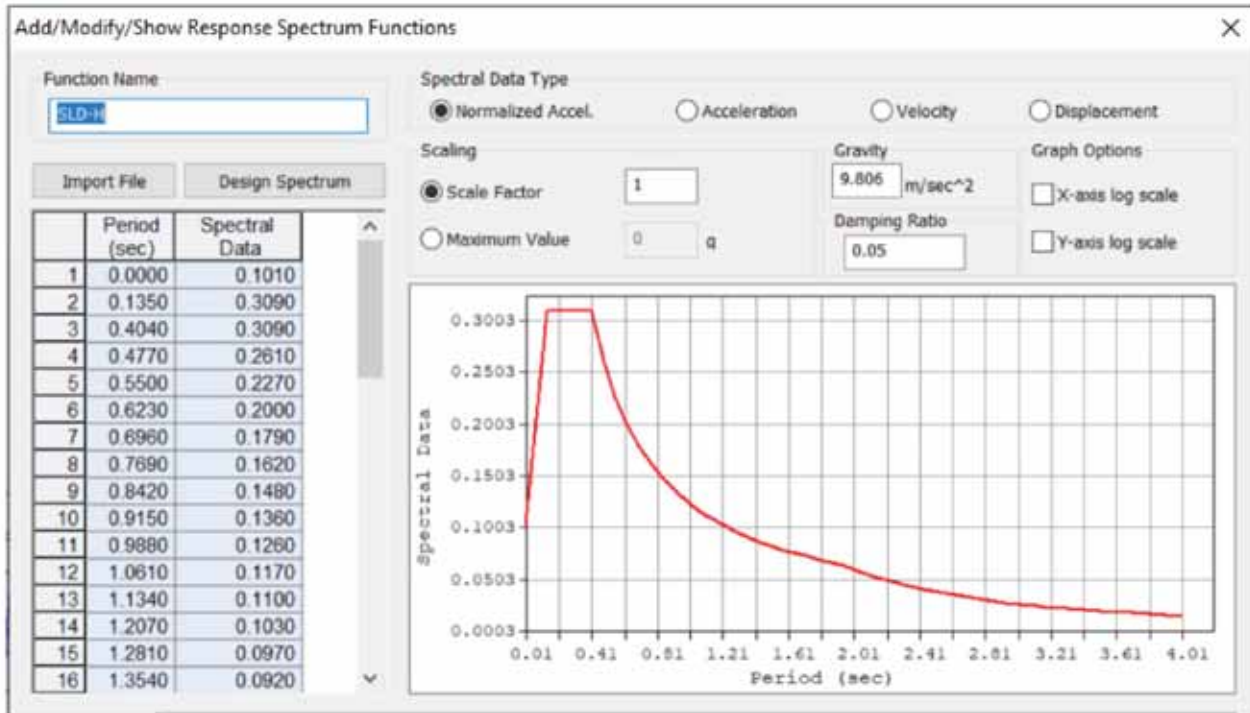 Add/Modify/Show Response Spectrum Functions
Function Name
SLD-H
Import File Design Spectrum
Period (sec) Spectral Data
1 0.0000 0.1010
2 0.1350 0.3090
3 0.4040 0.3090
4 0.4770 0.2610
5 0.5500 0.2270
6 0.6230 0.2000
7 0.6960 0.1790
8 0.7690 0.1620
9 0.8420 0.1480
10 0.9150 0.1360
11 0.9880 0.1260
12 1.0610 0.1170
13 1.1340 0.1100
14 1.2070 0.1030
15 1.2810 0.0970
16 1.3540 0.0920
Spectral Data Type
Normalized Accel. Acceleration Velocity Displacement
Scaling
Scale Factor 1
Maximum Value 0 g
Gravity
9.806 m/sec^2
Damping Ratio
0.05
Graph Options
X-axis log scale
Y-axis log scale
Spectral Data
0.3003
0.2503
0.2003
0.1503
0.1003
0.0503
0.0003
0.01 0.41 0.81 1.21 1.61 2.01 2.41 2.81 3.21 3.61 4.01
Period (sec)